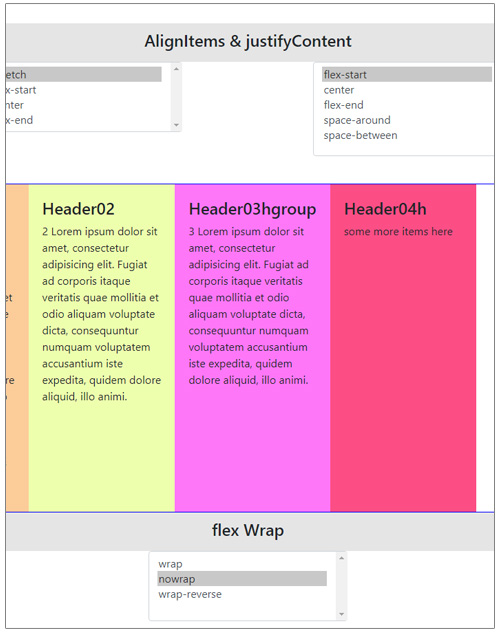 AlignItems & justifyContent
etch
x-start
nter
x-end
flex-start
center
flex-end
space-around
space-between
et
e
re
Header02
2 Lorem ipsum dolor sit
amet, consectetur
adipisicing elit. Fugiat
ad corporis itaque
veritatis quae mollitia et
odio aliquam voluptate
dicta, consequuntur
numquam voluptatem
accusantium iste
expedita, quidem dolore
aliquid, illo animi.
Header03hgroup
3 Lorem ipsum dolor sit
amet, consectetur
adipisicing elit. Fugiat
ad corporis itaque
veritatis quae mollitia et
odio aliquam voluptate
dicta, consequuntur
numquam voluptatem
accusantium iste
expedita, quidem
dolore aliquid, illo animi.
Header04h
some more items here
flex Wrap
wrap
nowrap
wrap-reverse